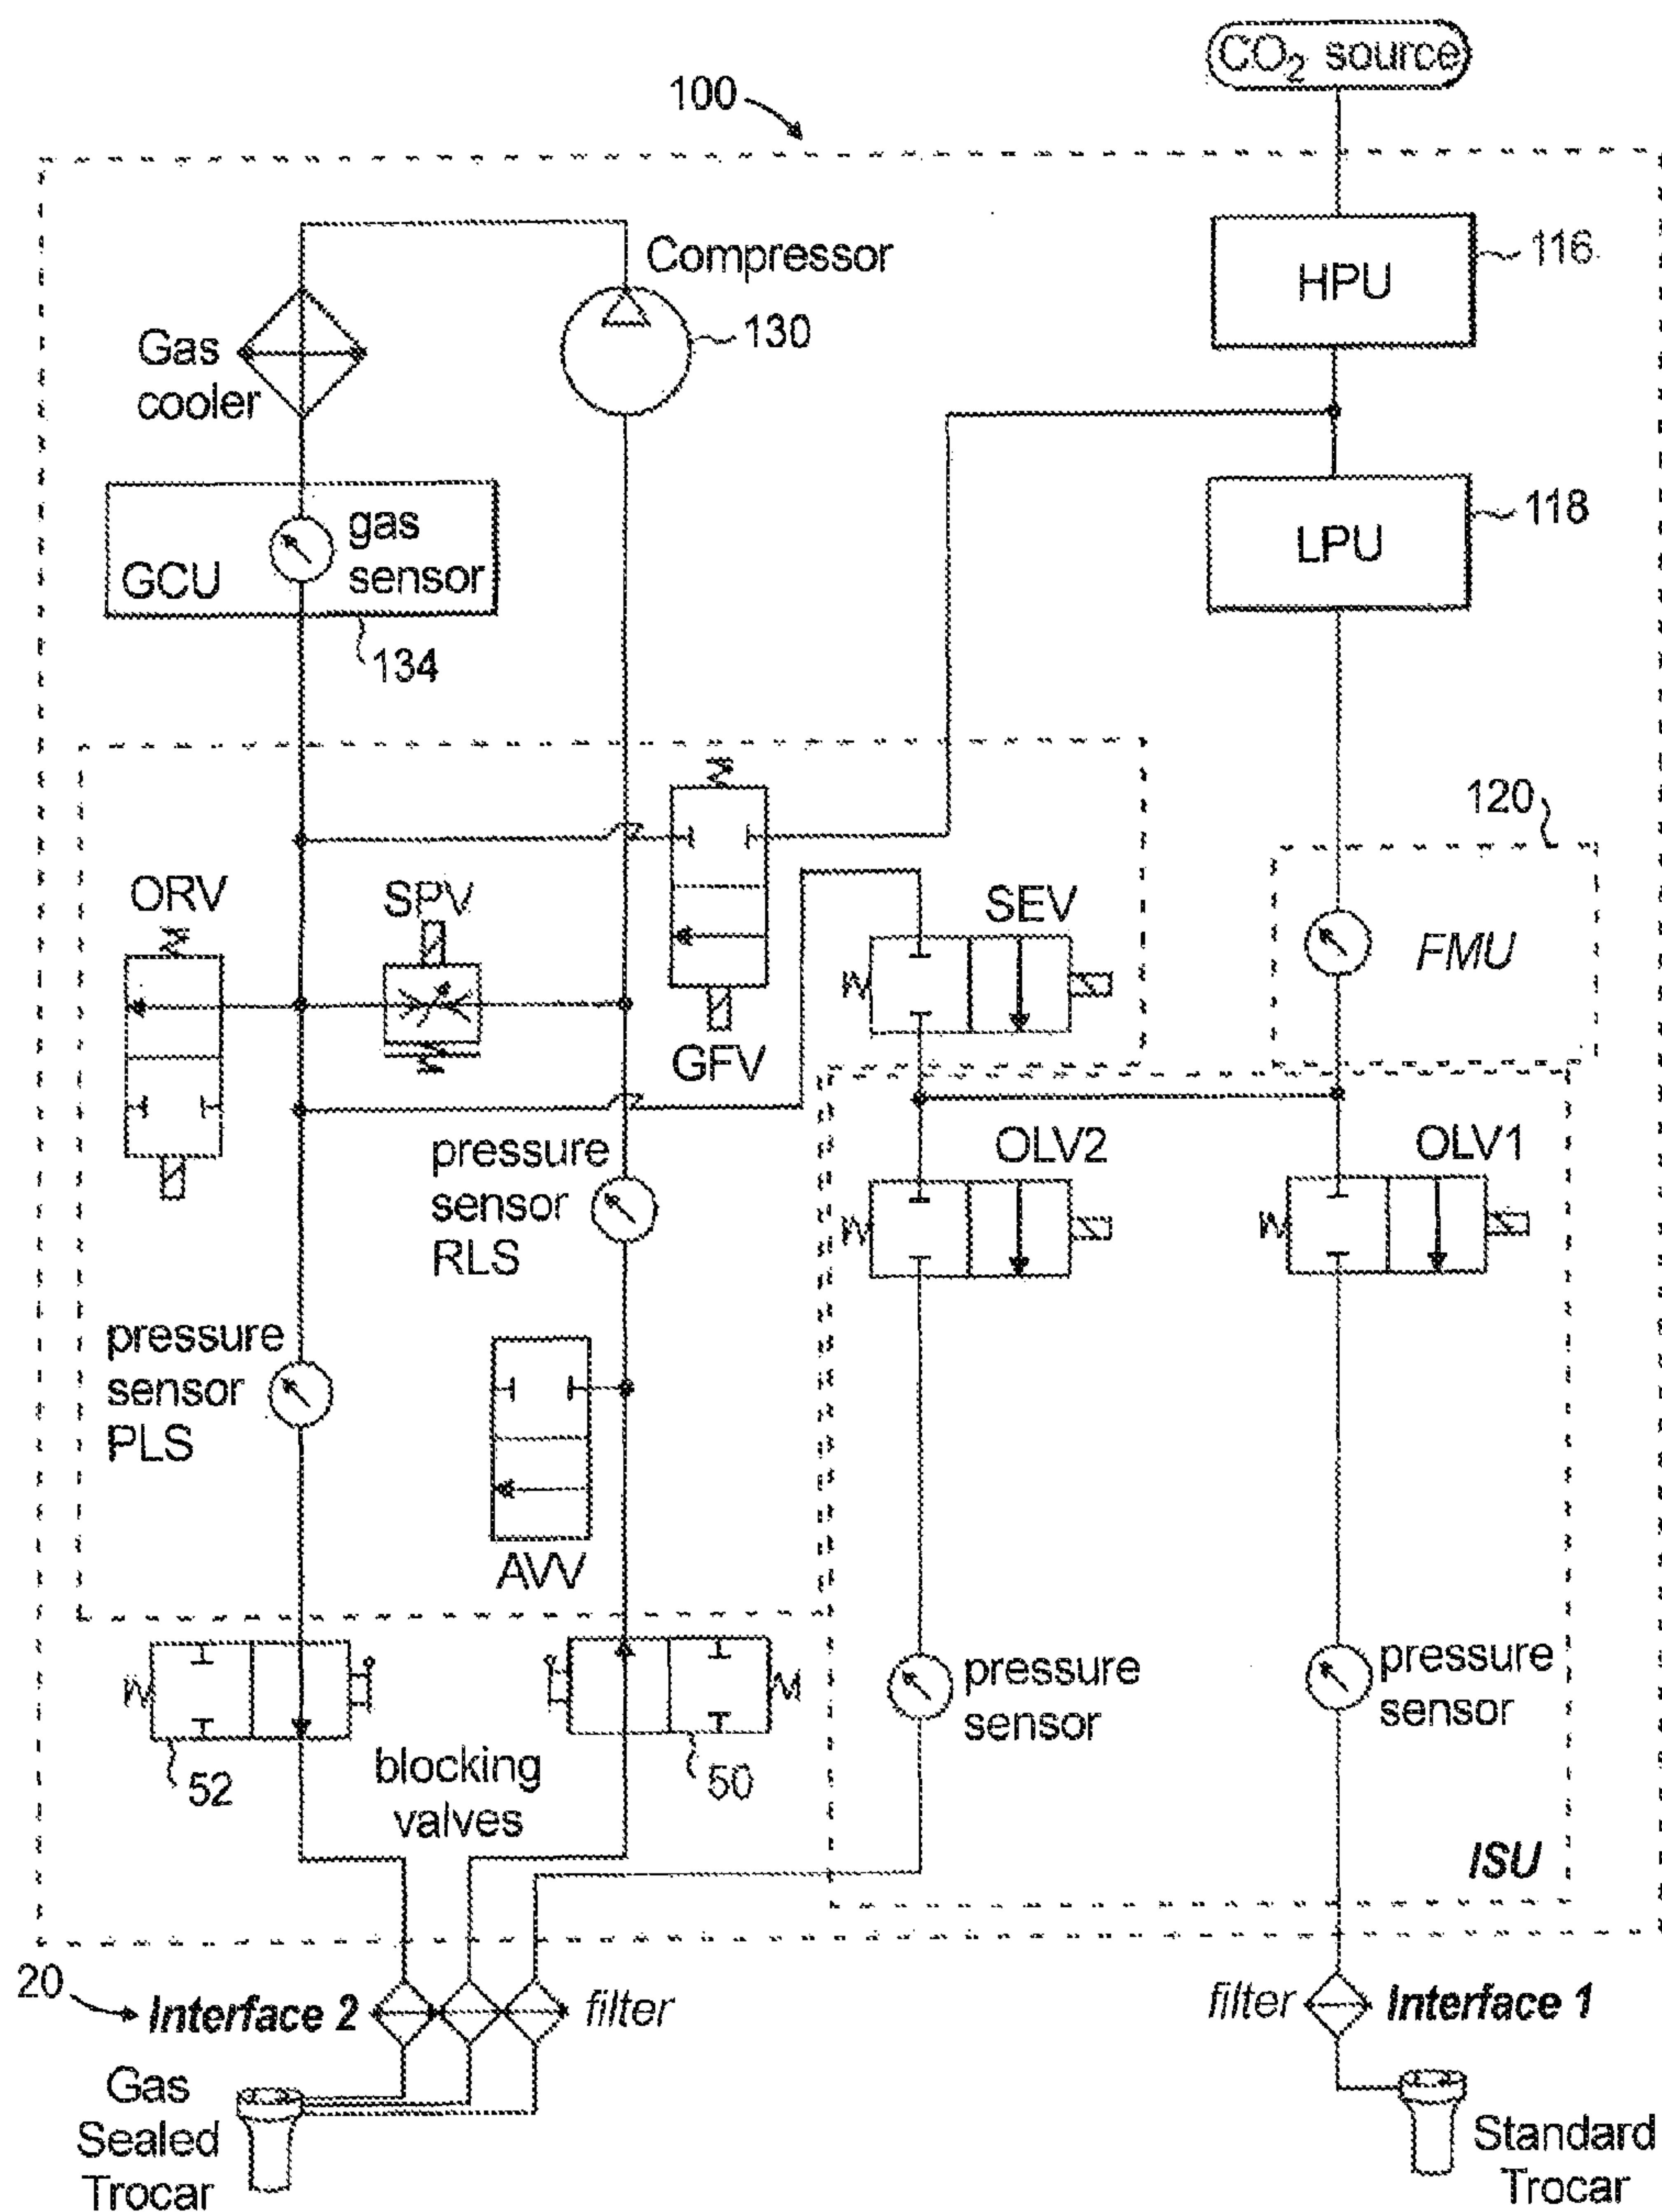 CO₂ source
100
Compressor
116
HPU
130
Gas
cooler
118
LPU
gas
sensor
GCU
134
120
ORV
SPV
SEV
FMU
GFV
OLV2
OLV1
pressure
sensor
RLS
pressure
sensor
PLS
AVV
pressure
sensor
pressure
sensor
52
blocking
valves
50
ISU
20
Interface 2
filter
filter
Interface 1
Gas
Sealed
Trocar
Standard
Trocar